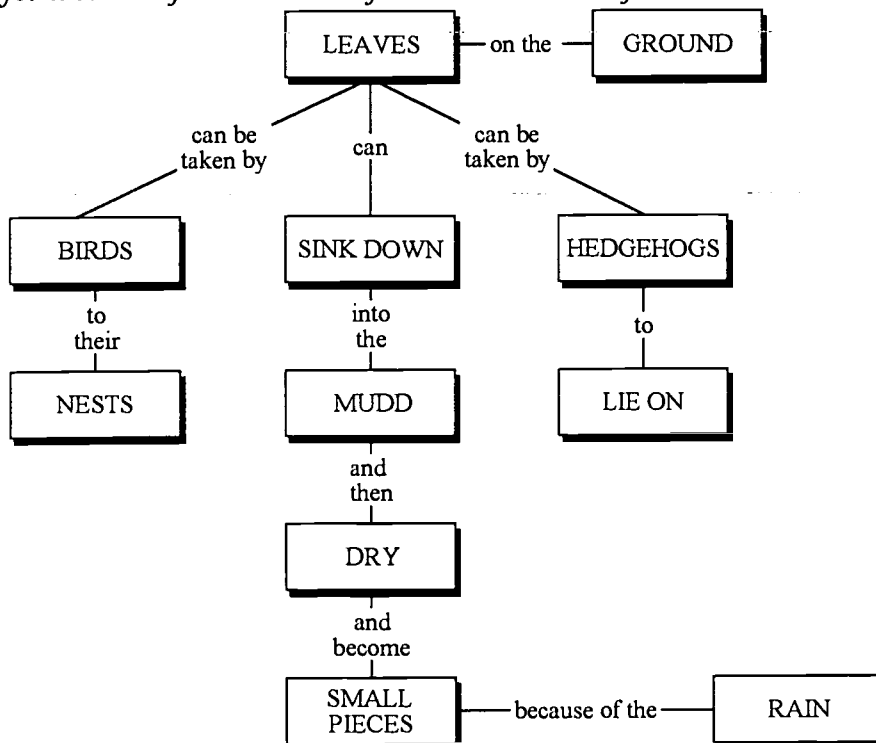 LEAVES on the GROUND
can be
taken by
can
can be
taken by
BIRDS
SINK DOWN
HEDGEHOGS
to
their
into
the
to
NESTS
MUDD
LIE ON
and
then
DRY
and
become
SMALL
PIECES
because of the
RAIN